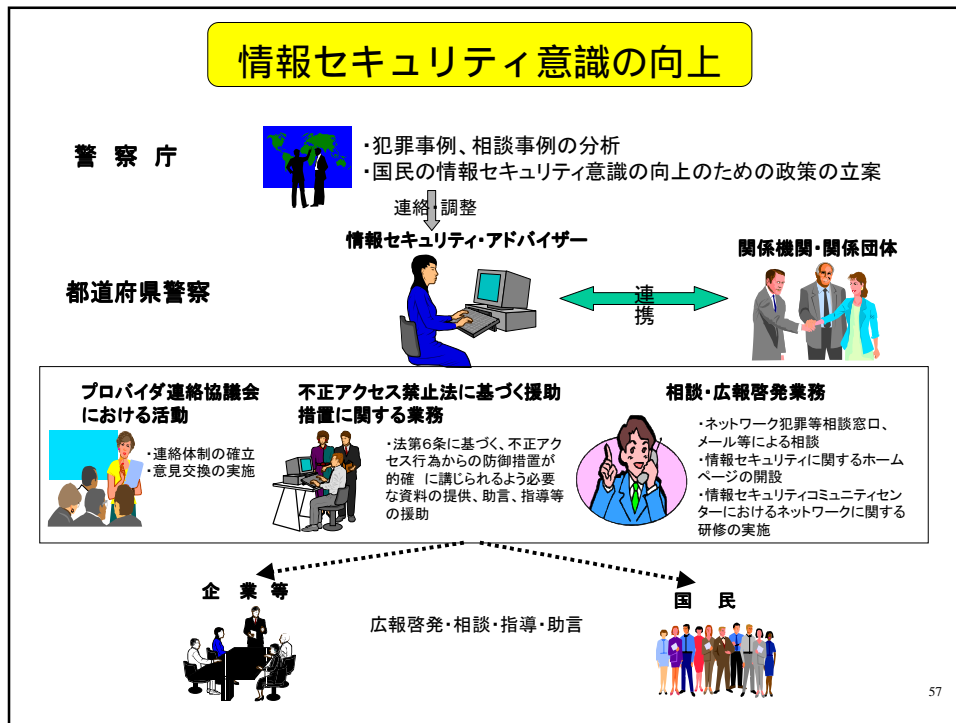 情報セキュリティ意識の向上
警察庁
・犯罪事例、相談事例の分析
・国民の情報セキュリティ意識の向上のための政策の立案
連絡・調整
情報セキュリティ・アドバイザー
関係機関・関係団体
都道府県警察
連
携
プロバイダ連絡協議会
における活動
・連絡体制の確立
・意見交換の実施
不正アクセス禁止法に基づく援助
措置に関する業務
・法第６条に基づく、不正アク
セス行為からの防御措置が
的確 に講じられるよう必要
な資料の提供、助言、指導等
の援助
相談・広報啓発業務
・ネットワーク犯罪等相談窓口、
メール等による相談
・情報セキュリティに関するホーム
ページの開設
・情報セキュリティコミュニティセン
ターにおけるネットワークに関する
研修の実施
企 業 等
国 民
広報啓発・相談・指導・助言
57